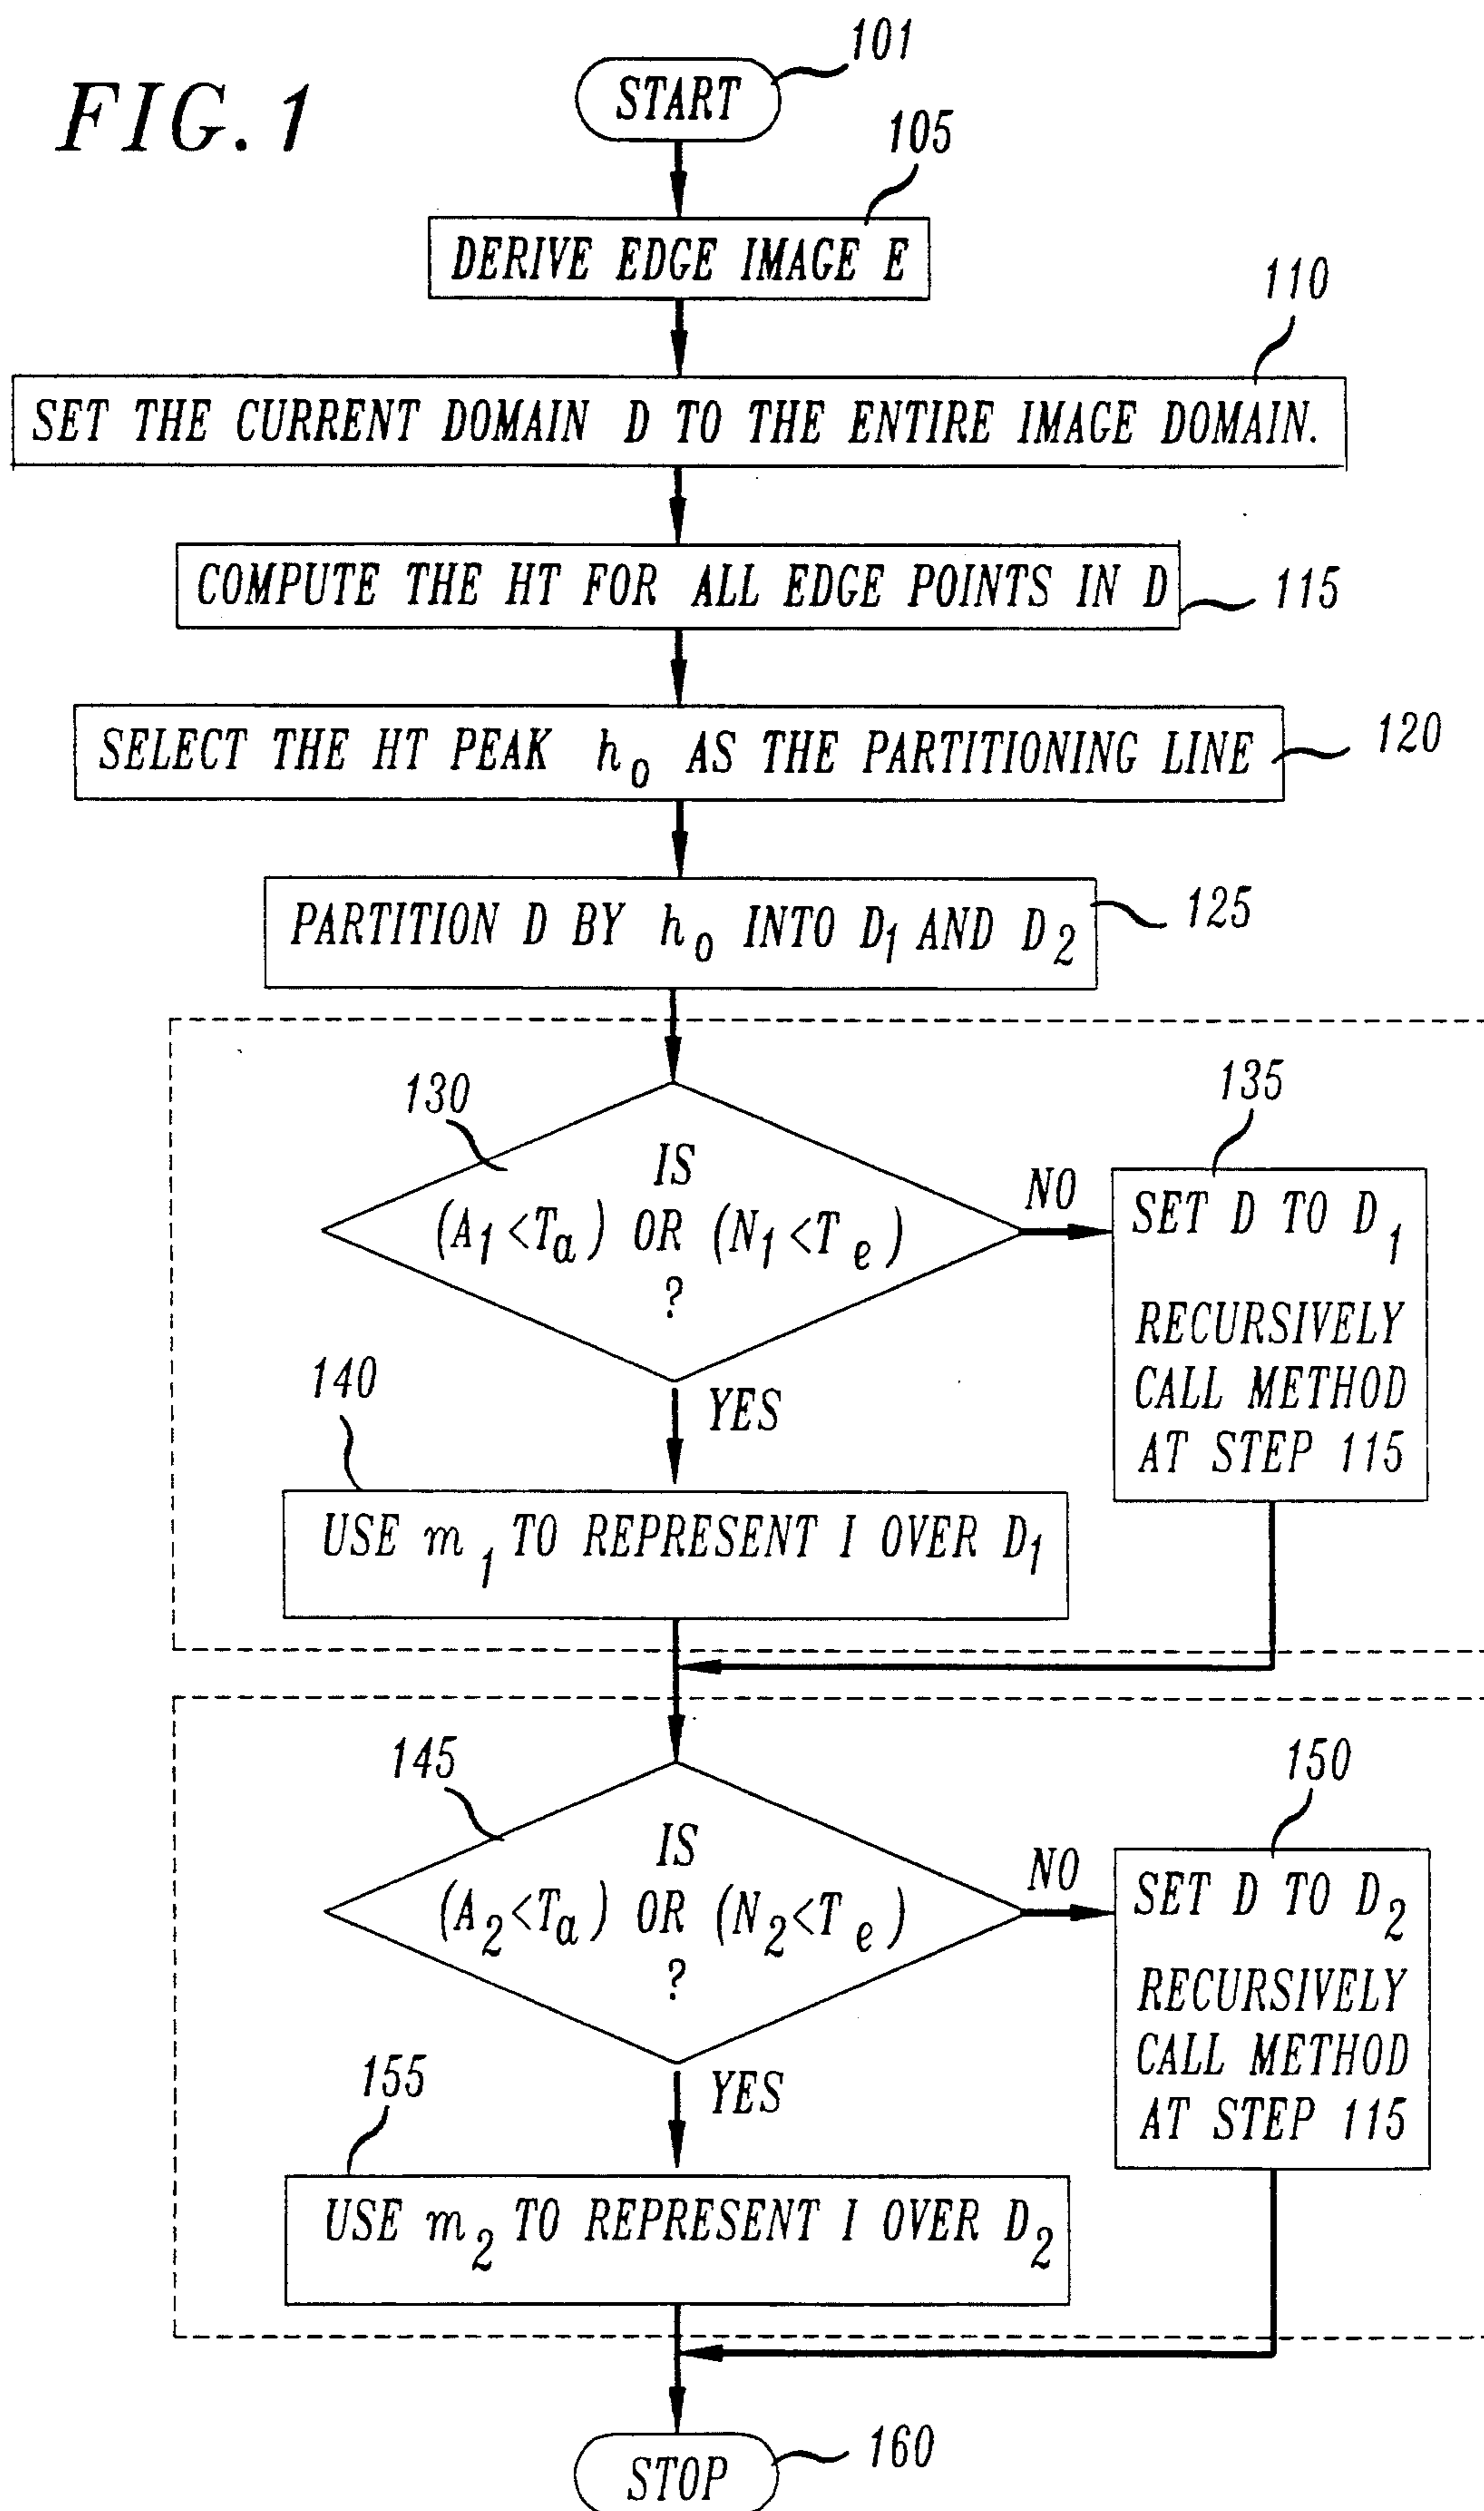 FIG. 1
101
START
105
DERIVE EDGE IMAGE E
110
SET THE CURRENT DOMAIN D TO THE ENTIRE IMAGE DOMAIN.
COMPUTE THE HT FOR ALL EDGE POINTS IN D
115
SELECT THE HT PEAK h0 AS THE PARTITIONING LINE
120
PARTITION D BY h0 INTO D1 AND D2
125
130
IS
(A1<Ta) OR (N1<Te)
?
NO
135
SET D TO D1
RECURSIVELY
CALL METHOD
AT STEP 115
YES
140
USE m1 TO REPRESENT I OVER D1
145
IS
(A2<Ta) OR (N2<Te)
?
NO
150
SET D TO D2
RECURSIVELY
CALL METHOD
AT STEP 115
YES
155
USE m2 TO REPRESENT I OVER D2
STOP
160